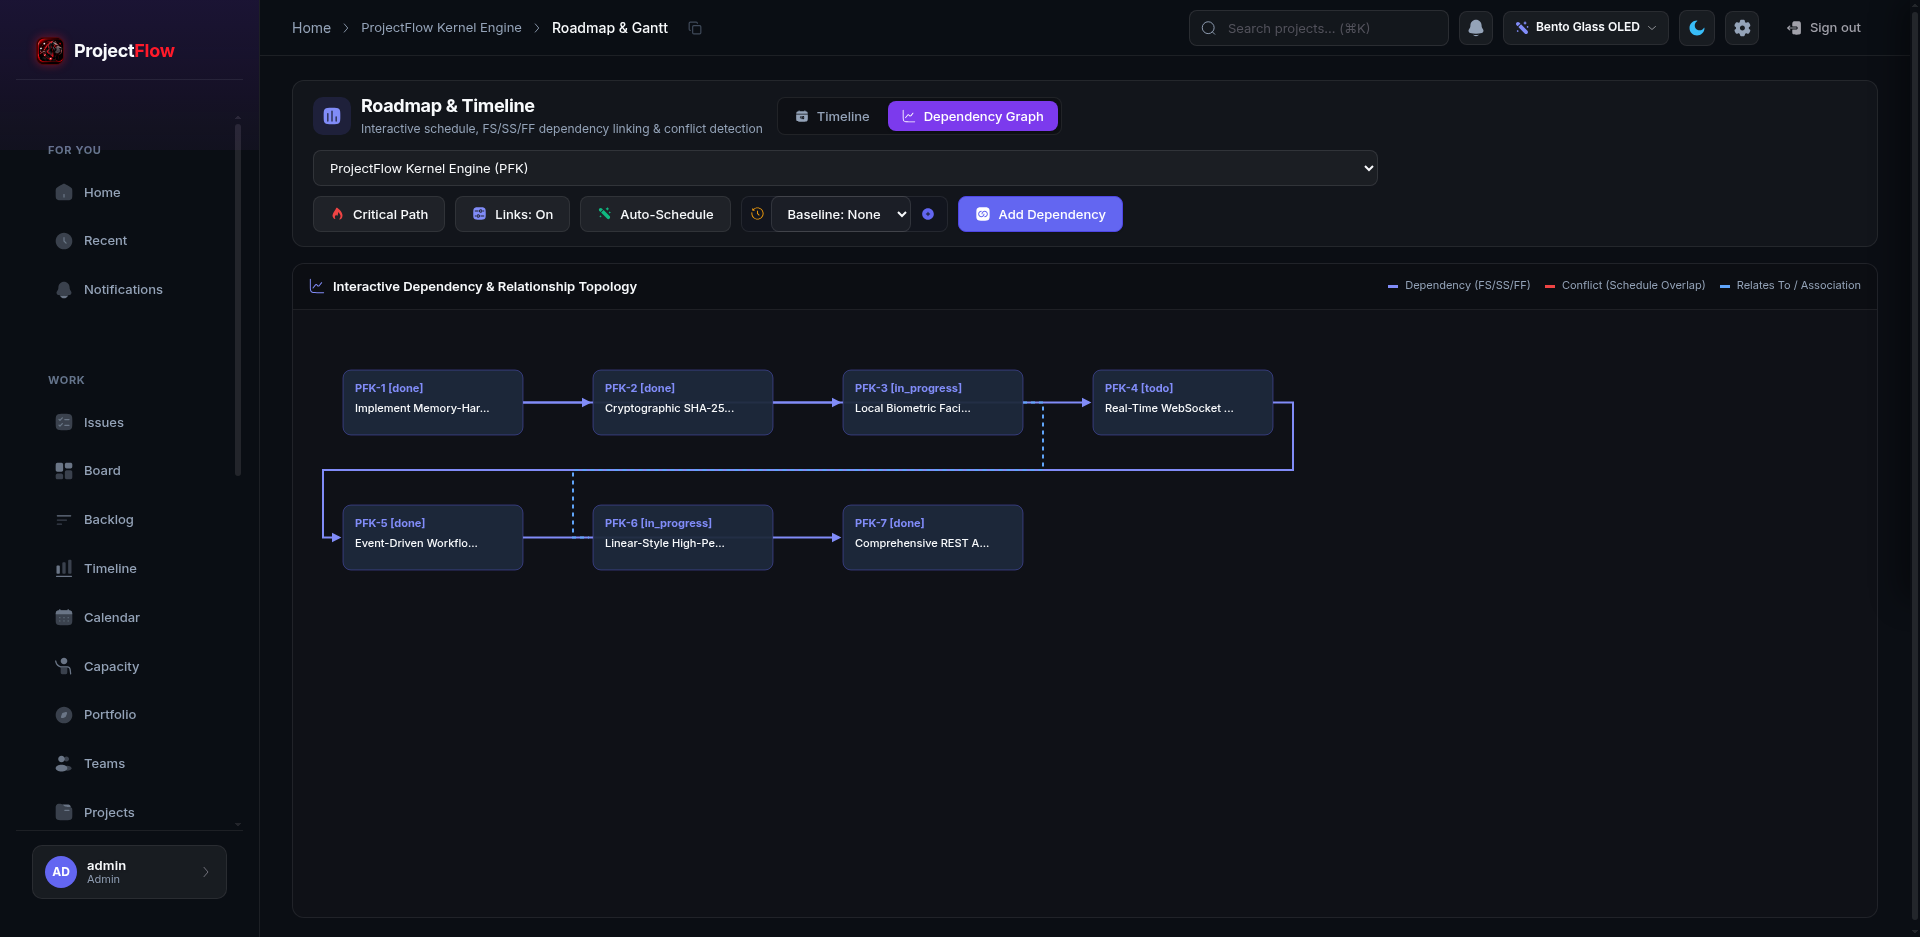 ProjectFlow
FOR YOU
Home
Recent
Notifications
WORK
Issues
Board
Backlog
Timeline
Calendar
Capacity
Portfolio
Teams
Projects
AD
admin
Admin
Home
ProjectFlow Kernel Engine
Roadmap & Gantt
Search projects... (⌘K)
Bento Glass OLED
Sign out
Roadmap & Timeline
Interactive schedule, FS/SS/FF dependency linking & conflict detection
Timeline
Dependency Graph
ProjectFlow Kernel Engine (PFK)
Critical Path
Links: On
Auto-Schedule
Baseline: None
Add Dependency
Interactive Dependency & Relationship Topology
Dependency (FS/SS/FF)
Conflict (Schedule Overlap)
Relates To / Association
PFK-1 [done]
Implement Memory-Har...
PFK-2 [done]
Cryptographic SHA-25...
PFK-3 [in_progress]
Local Biometric Faci...
PFK-4 [todo]
Real-Time WebSocket ...
PFK-5 [done]
Event-Driven Workflo...
PFK-6 [in_progress]
Linear-Style High-Pe...
PFK-7 [done]
Comprehensive REST A...